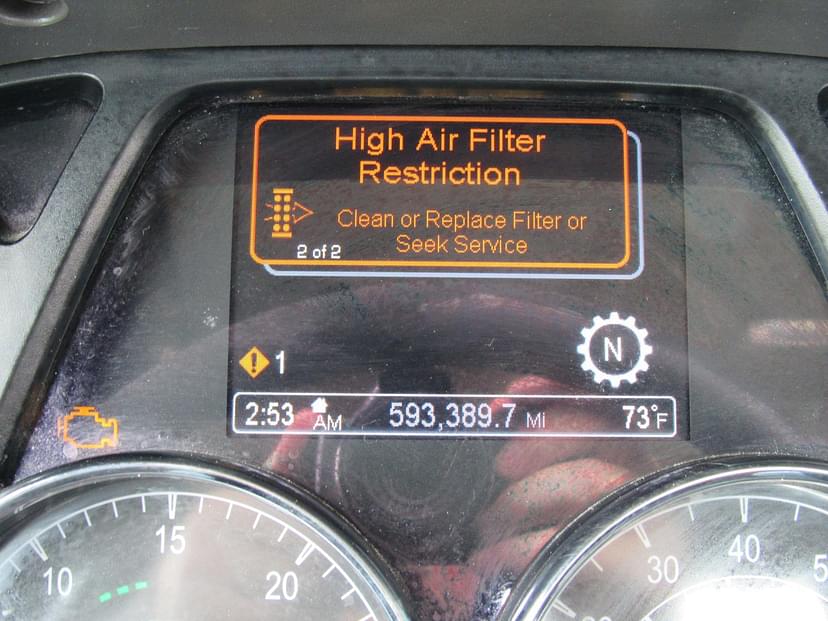 High Air Filter
Restriction
Clean or Replace Filter or
Seek Service
2 of 2
1
N
2:53 AM 593,389.7 Mi 73°F
15
10
20
40
30